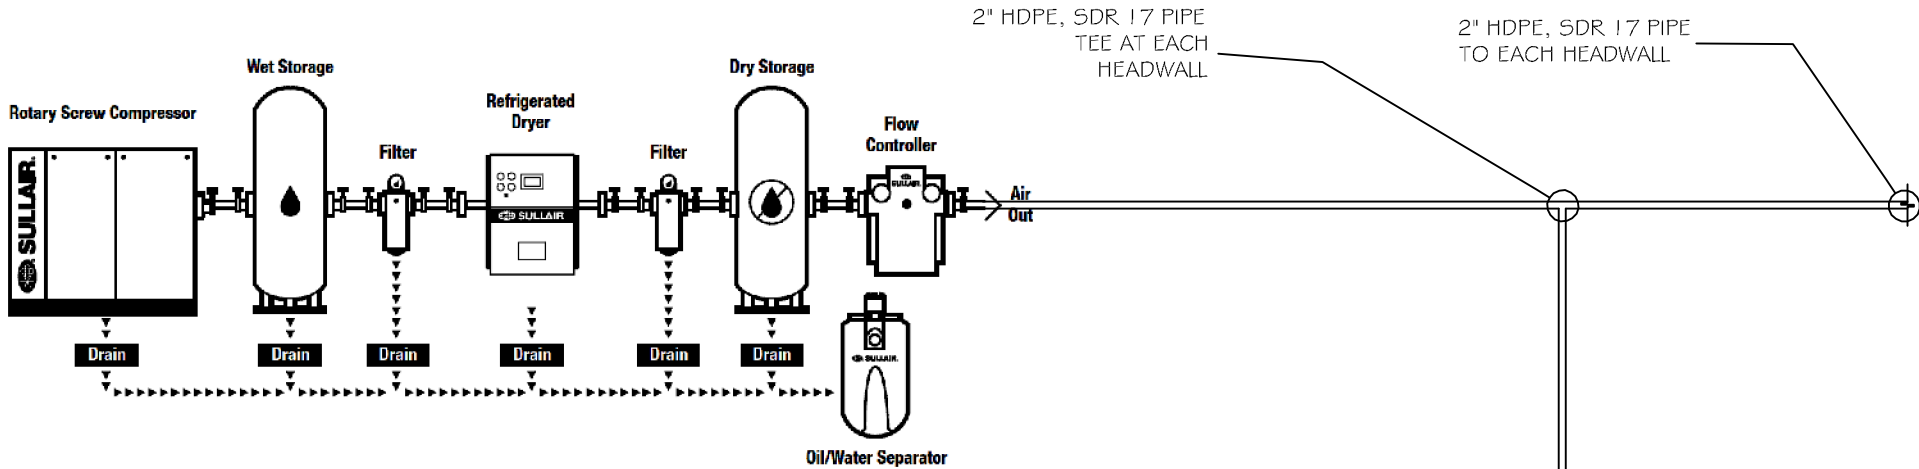 2" HDPE, SDR 17 PIPE
TEE AT EACH
HEADWALL
2" HDPE, SDR 17 PIPE
TO EACH HEADWALL
Wet Storage
Dry Storage
Rotary Screw Compressor
Refrigerated
Dryer
Flow
Controller
Filter
Filter
SULLAIR
SULLAIR
SULLAIR
Air
Out
Drain
Drain
Drain
Drain
Drain
Drain
SULLAIR
Oil/Water Separator